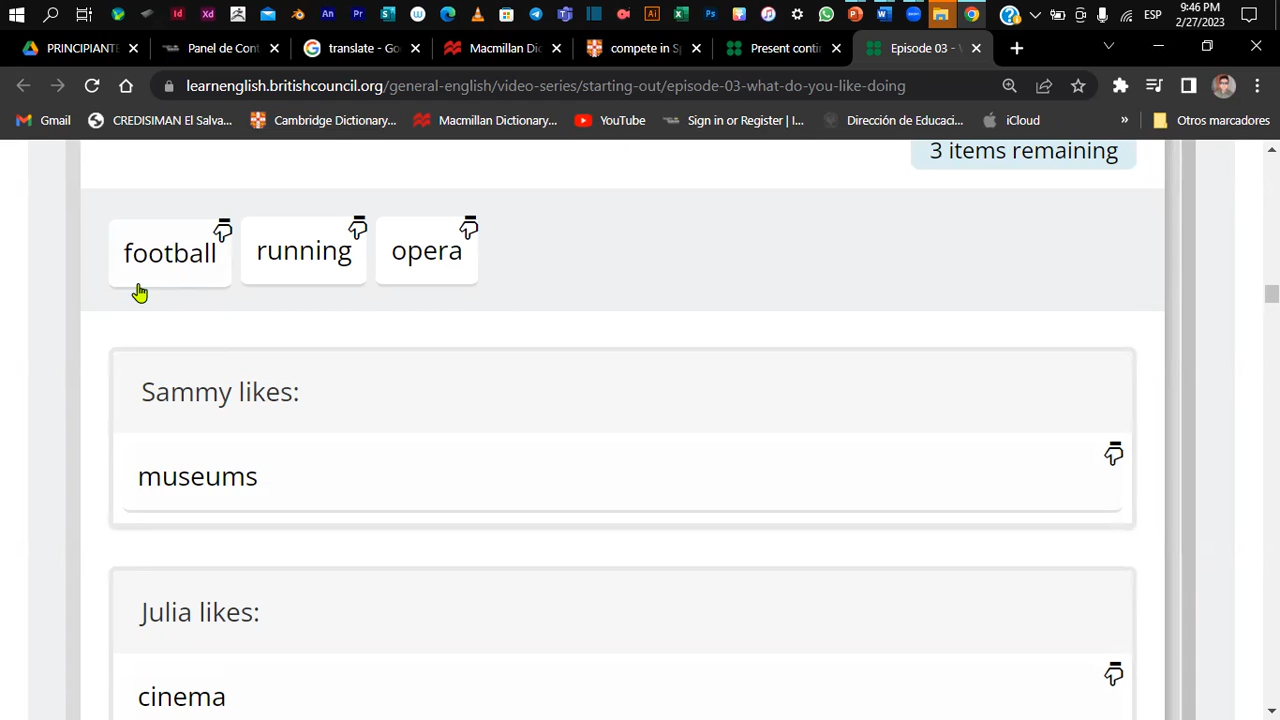 9:46 PM
ESP
2/27/2023
PRINCIPIANTE
Panel de Cont
translate - Goo
Macmillan Dic
compete in Sp
Present contin
Episode 03 - W
learnenglish.britishcouncil.org/general-english/video-series/starting-out/episode-03-what-do-you-like-doing
Gmail
CREDISIMAN El Salva...
Cambridge Dictionary...
Macmillan Dictionary...
YouTube
Sign in or Register | I...
Dirección de Educaci...
iCloud
»
Otros marcadores
3 items remaining
football
running
opera
Sammy likes:
museums
Julia likes:
cinema